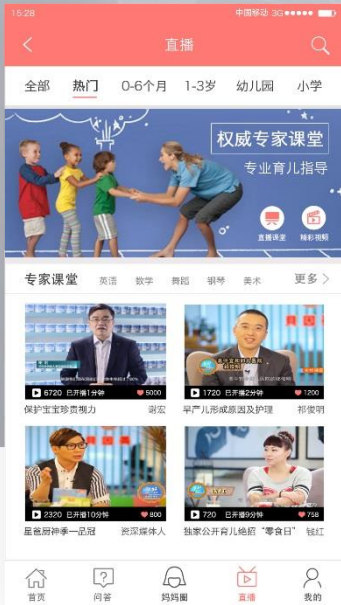 15:28 中国移动 3G
直播
全部 热门 0-6个月 1-3岁 幼儿园 小学
权威专家课堂
专业育儿指导
直播课堂 精彩视频
专家课堂 英语 数学 舞蹈 钢琴 美术 更多
6720 已开播1分钟 5000
1720 已开播2分钟 1200
保护宝宝珍贵视力 谢宏
早产儿形成原因及护理 祁俊明
2320 已开播10分钟 800
720 已开播9分钟 758
星爸厨神季一品冠 资深媒体人
独家公开育儿绝招“零食日” 钱红
首页 问答 妈妈圈 直播 我的